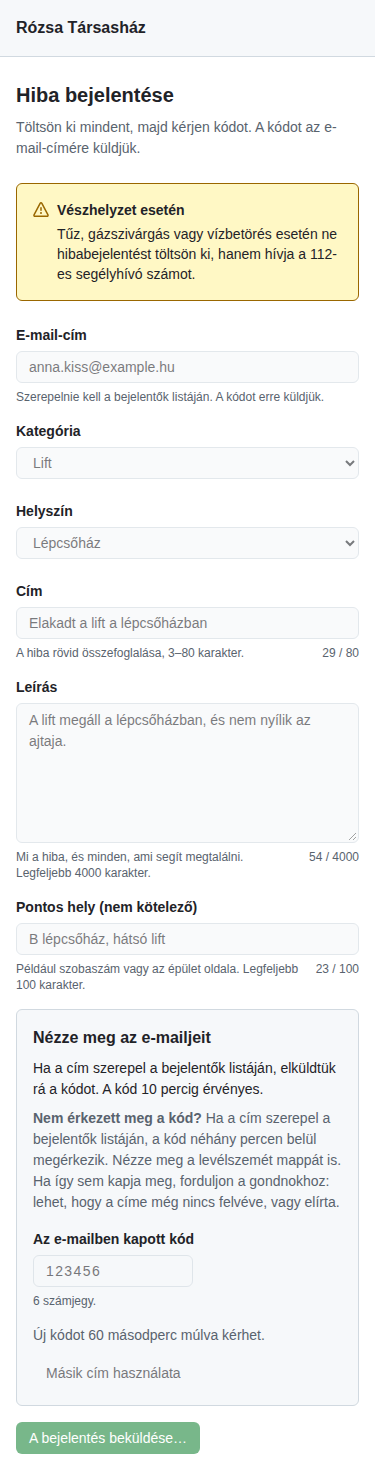 Rózsa Társasház
Hiba bejelentése
Töltsön ki mindent, majd kérjen kódot. A kódot az e-
mail-címére küldjük.
Vészhelyzet esetén
Tűz, gázszivárgás vagy vízbetörés esetén ne
hibabejelentést töltsön ki, hanem hívja a 112-
es segélyhívó számot.
E-mail-cím
anna.kiss@example.hu
Szerepelnie kell a bejelentők listáján. A kódot erre küldjük.
Kategória
Lift
Helyszín
Lépcsőház
Cím
Elakadt a lift a lépcsőházban
A hiba rövid összefoglalása, 3–80 karakter. 29 / 80
Leírás
A lift megáll a lépcsőházban, és nem nyílik az
ajtaja.
Mi a hiba, és minden, ami segít megtalálni. 54 / 4000
Legfeljebb 4000 karakter.
Pontos hely (nem kötelező)
B lépcsőház, hátsó lift
Például szobaszám vagy az épület oldala. Legfeljebb 23 / 100
100 karakter.
Nézze meg az e-mailjeit
Ha a cím szerepel a bejelentők listáján, elküldtük
rá a kódot. A kód 10 percig érvényes.
Nem érkezett meg a kód? Ha a cím szerepel a
bejelentők listáján, a kód néhány percen belül
megérkezik. Nézze meg a levélszemét mappát is.
Ha így sem kapja meg, forduljon a gondnokhoz:
lehet, hogy a címe még nincs felvéve, vagy elírta.
Az e-mailben kapott kód
123456
6 számjegy.
Új kódot 60 másodperc múlva kérhet.
Másik cím használata
A bejelentés beküldése…